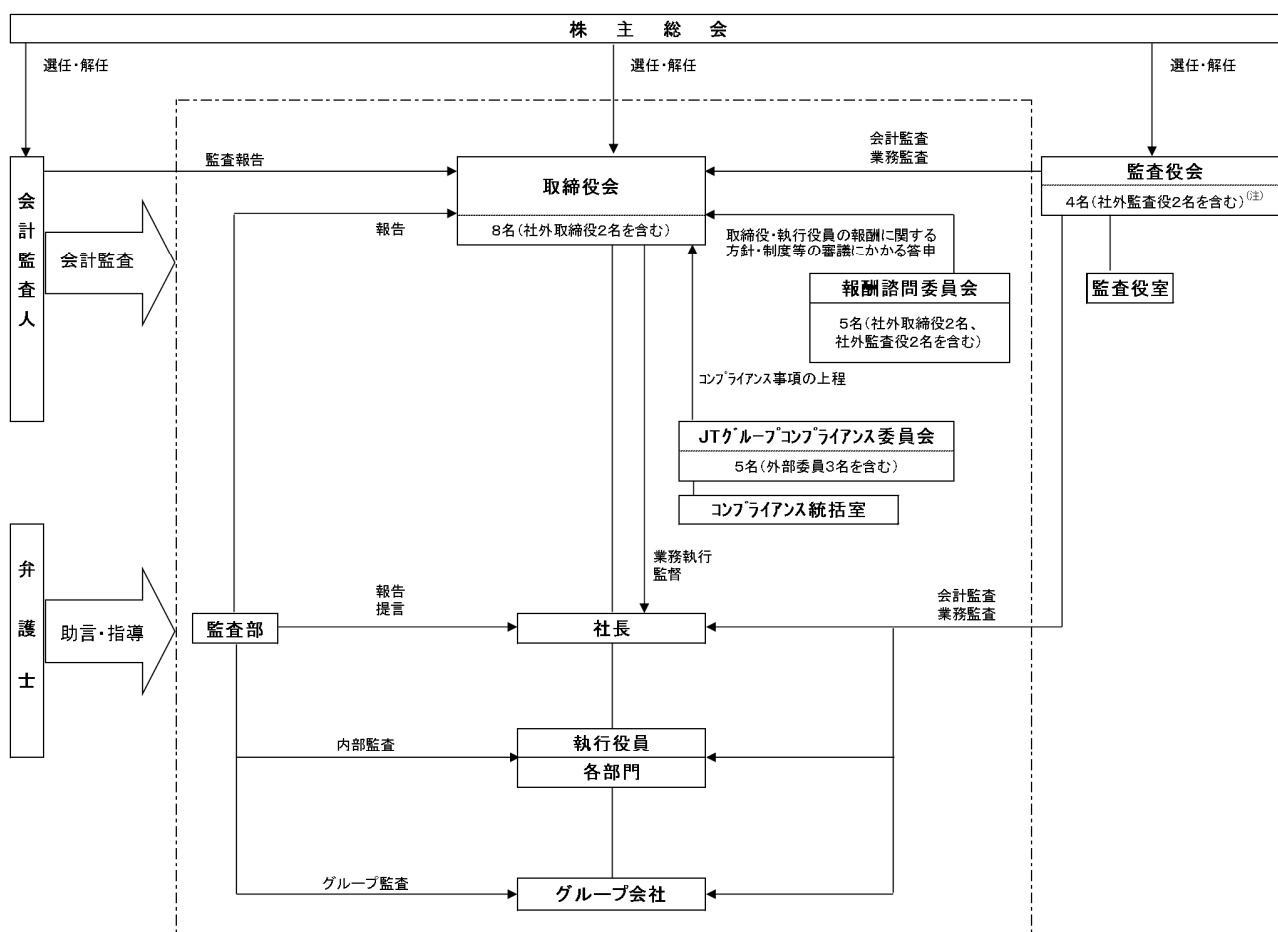 株主総会
選任・解任
選任・解任
選任・解任
会計監査人
会計監査
監査報告
報告
取締役会
8名(社外取締役2名を含む)
会計監査
業務監査
監査役会
4名(社外監査役2名を含む)(注)
監査役室
取締役・執行役員の報酬に関する
方針・制度等の審議にかかる答申
報酬諮問委員会
5名(社外取締役2名、
社外監査役2名を含む)
コンプライアンス事項の上程
JTグループコンプライアンス委員会
5名(外部委員3名を含む)
コンプライアンス統括室
業務執行
監督
弁護士
助言・指導
監査部
報告
提言
社長
会計監査
業務監査
内部監査
執行役員
各部門
グループ監査
グループ会社